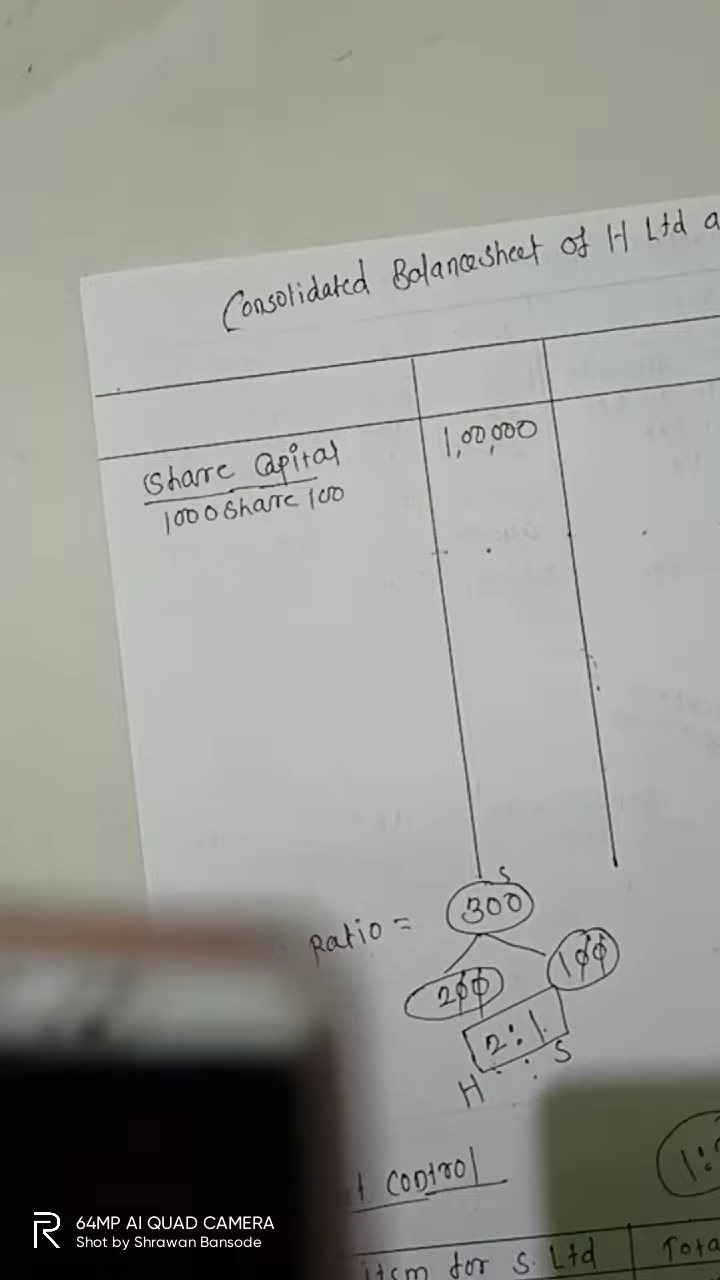 Consolidated Balancesheet of H Ltd a
Share Capital 1,00,000
1000 Share 100
S
Ratio = 300
200 100
2:1
H : S
Control
item for S. Ltd Tota
R 64MP AI QUAD CAMERA
Shot by Shrawan Bansode